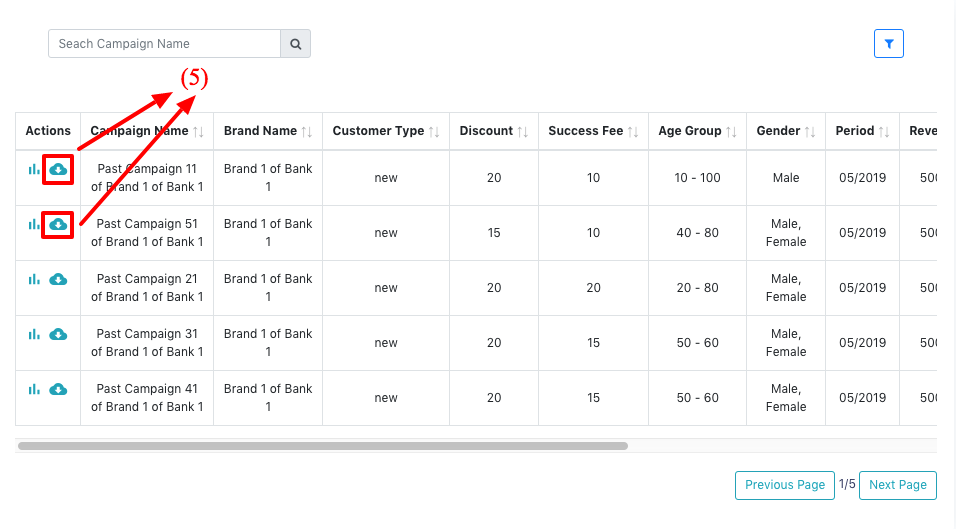 Seach Campaign Name
(5)
Actions Campaign Name Brand Name Customer Type Discount Success Fee Age Group Gender Period Reve
Past Campaign 11 of Brand 1 of Bank 1 Brand 1 of Bank 1 new 20 10 10 - 100 Male 05/2019 500
Past Campaign 51 of Brand 1 of Bank 1 Brand 1 of Bank 1 new 15 10 40 - 80 Male, Female 05/2019 500
Past Campaign 21 of Brand 1 of Bank 1 Brand 1 of Bank 1 new 20 20 20 - 80 Male, Female 05/2019 500
Past Campaign 31 of Brand 1 of Bank 1 Brand 1 of Bank 1 new 20 15 50 - 60 Male, Female 05/2019 500
Past Campaign 41 of Brand 1 of Bank 1 Brand 1 of Bank 1 new 20 15 50 - 60 Male, Female 05/2019 500
Previous Page 1/5 Next Page